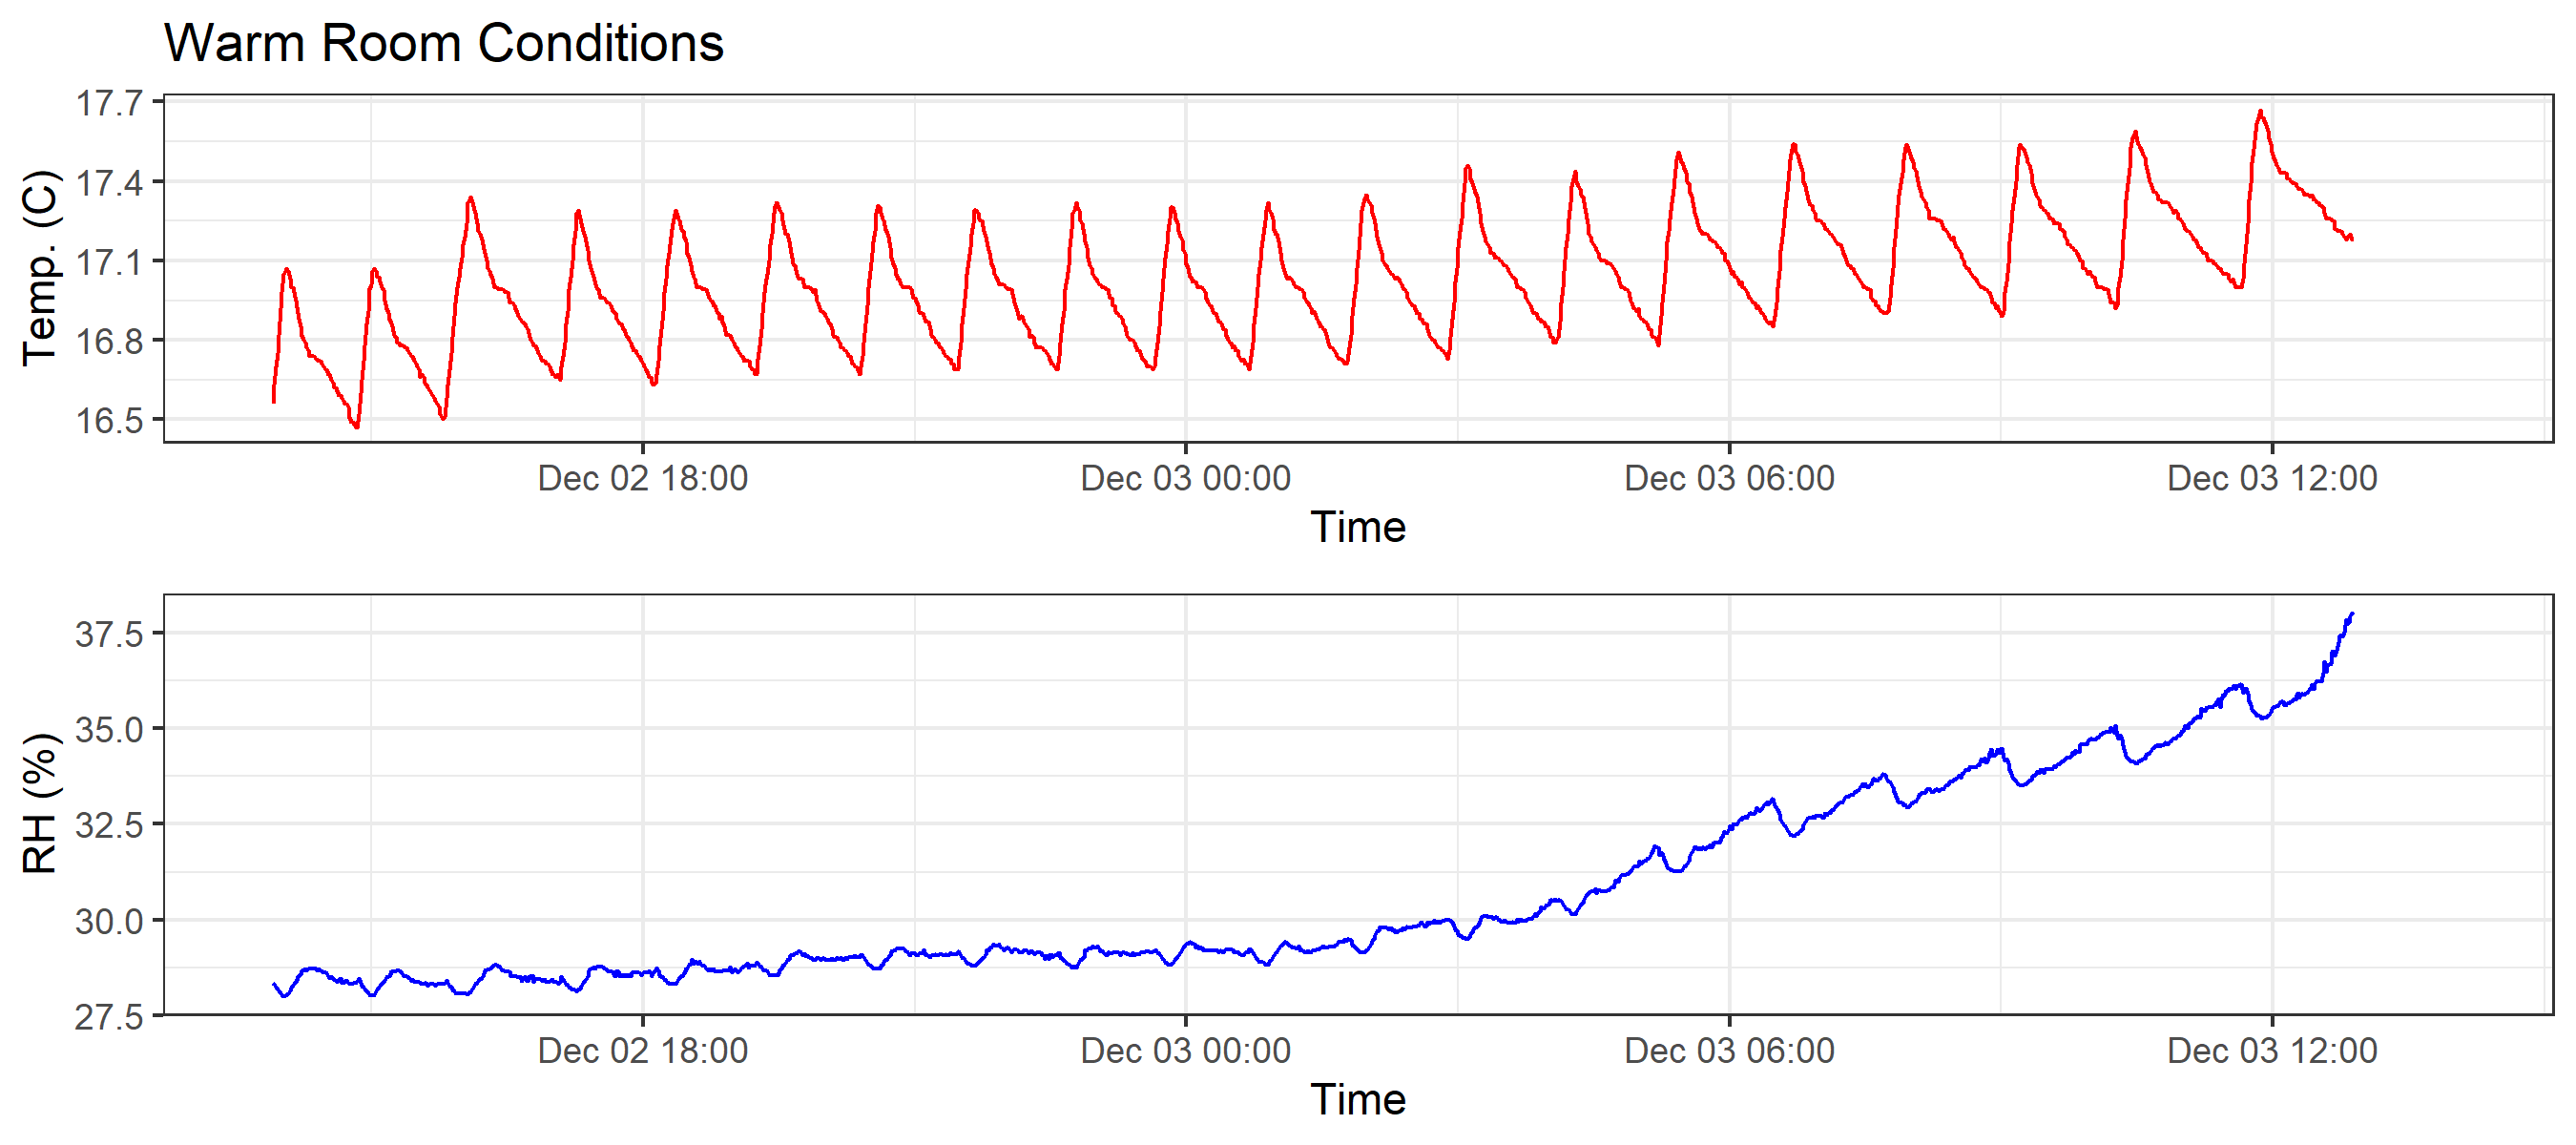 Warm Room Conditions
17.7
17.4
17.1
16.8
16.5
Temp. (C)
Dec 02 18:00 Dec 03 00:00 Dec 03 06:00 Dec 03 12:00
Time
37.5
35.0
32.5
30.0
27.5
RH (%)
Dec 02 18:00 Dec 03 00:00 Dec 03 06:00 Dec 03 12:00
Time